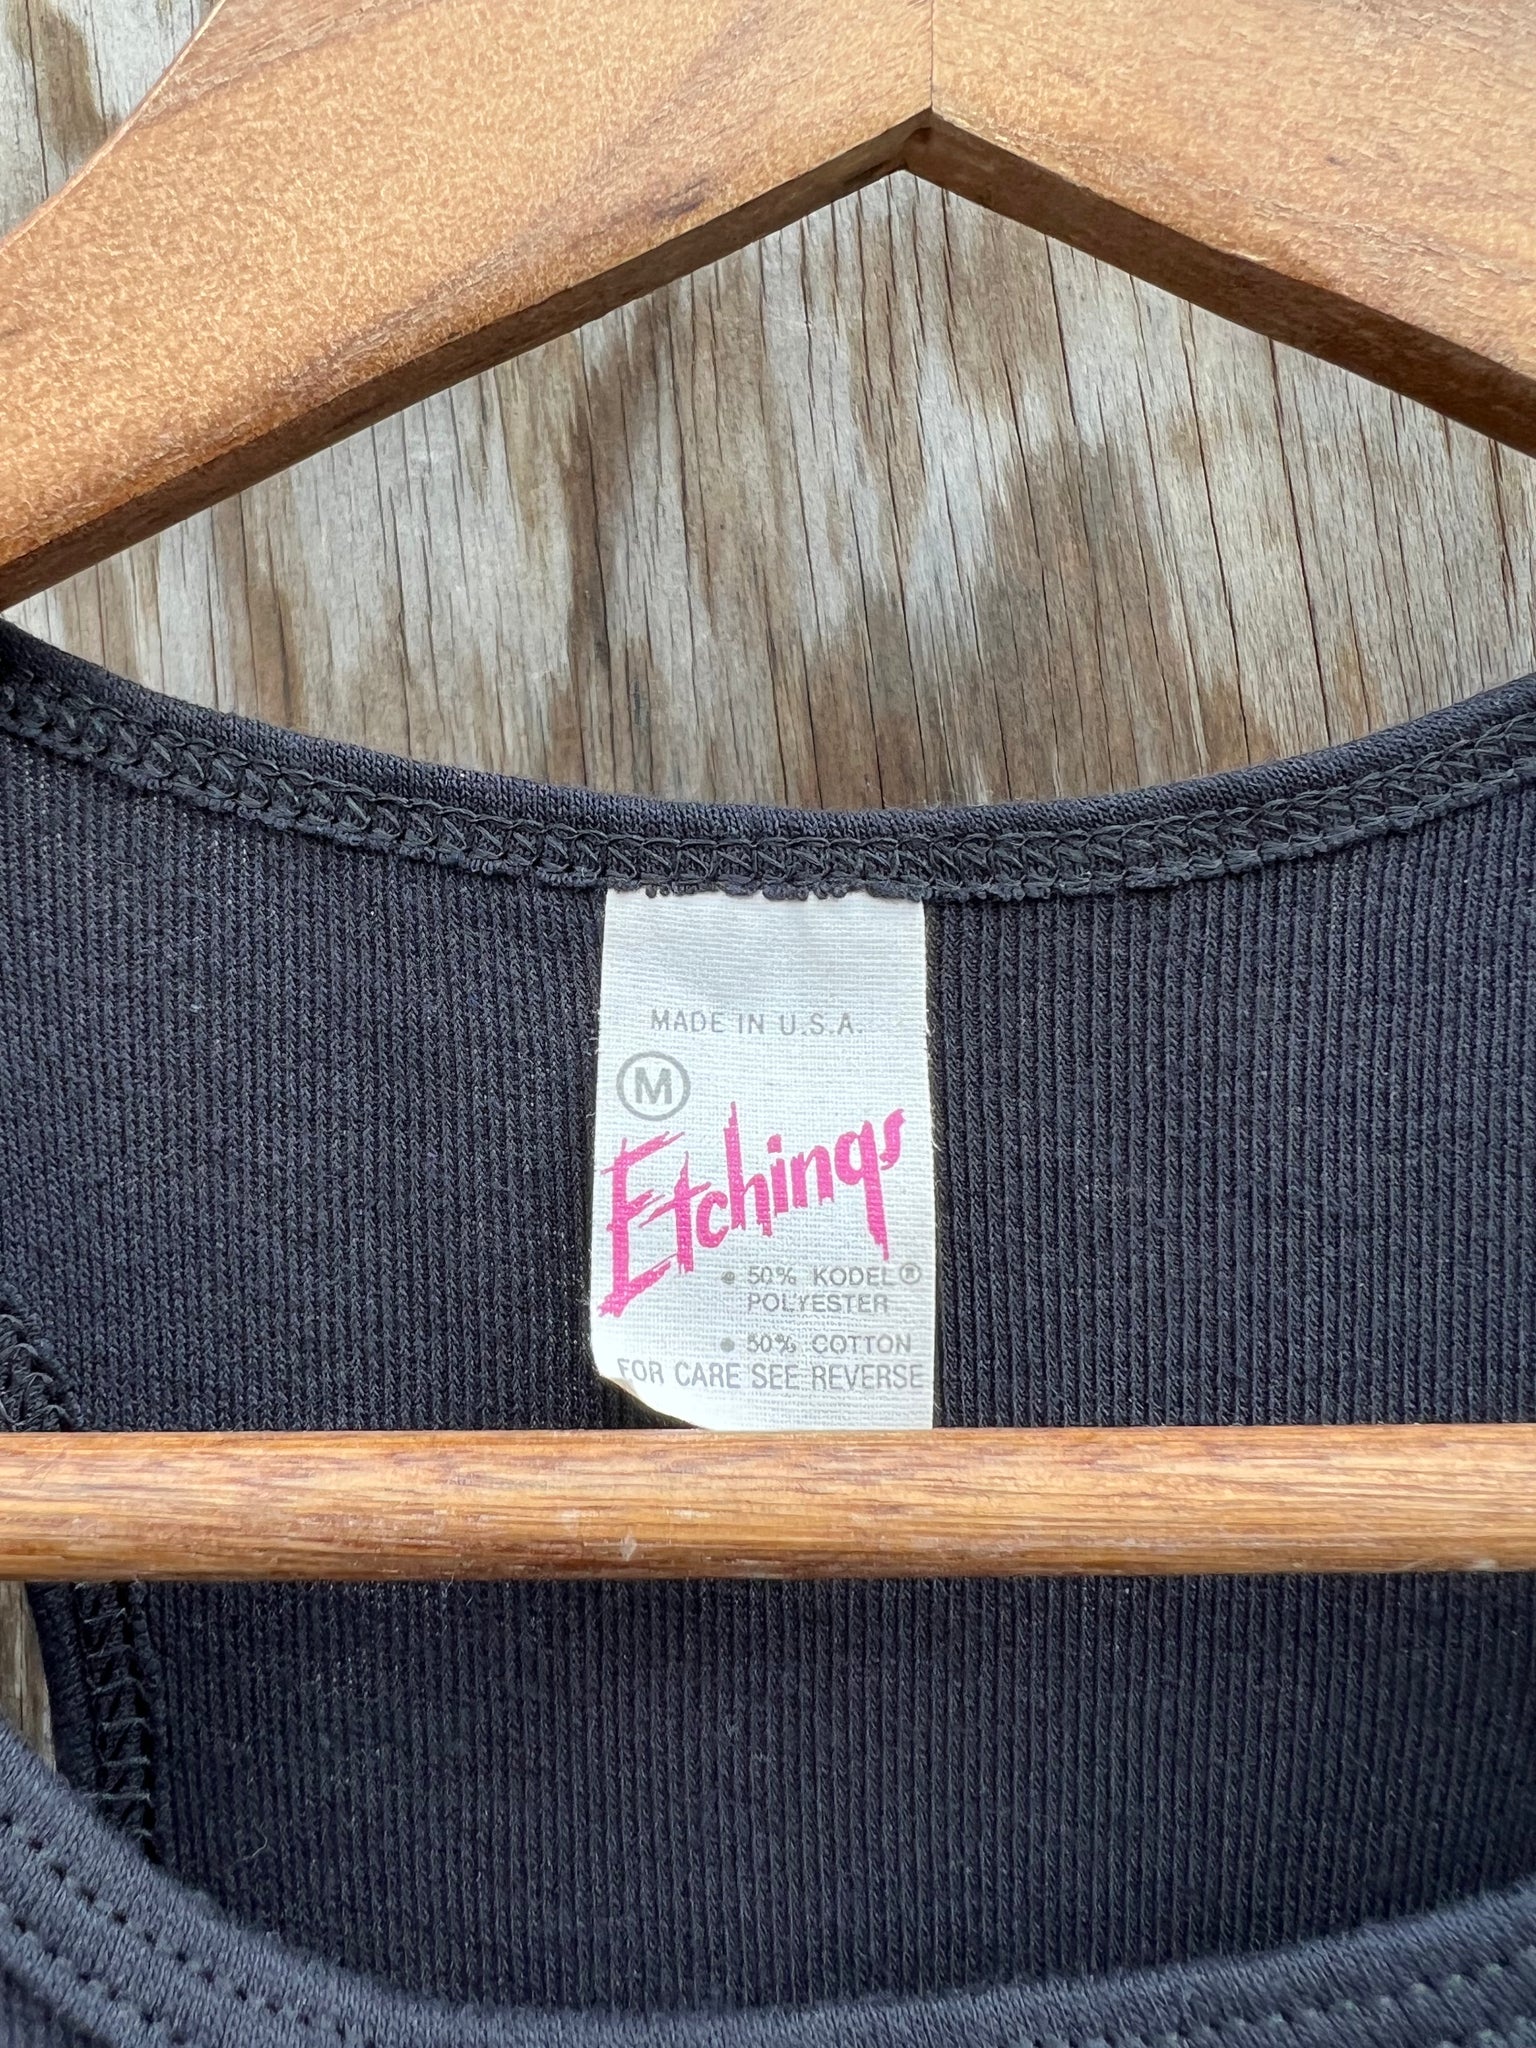 MADE IN U.S.A.
M
Etchings
• 50% KODEL®
POLYESTER
• 50% COTTON
FOR CARE SEE REVERSE